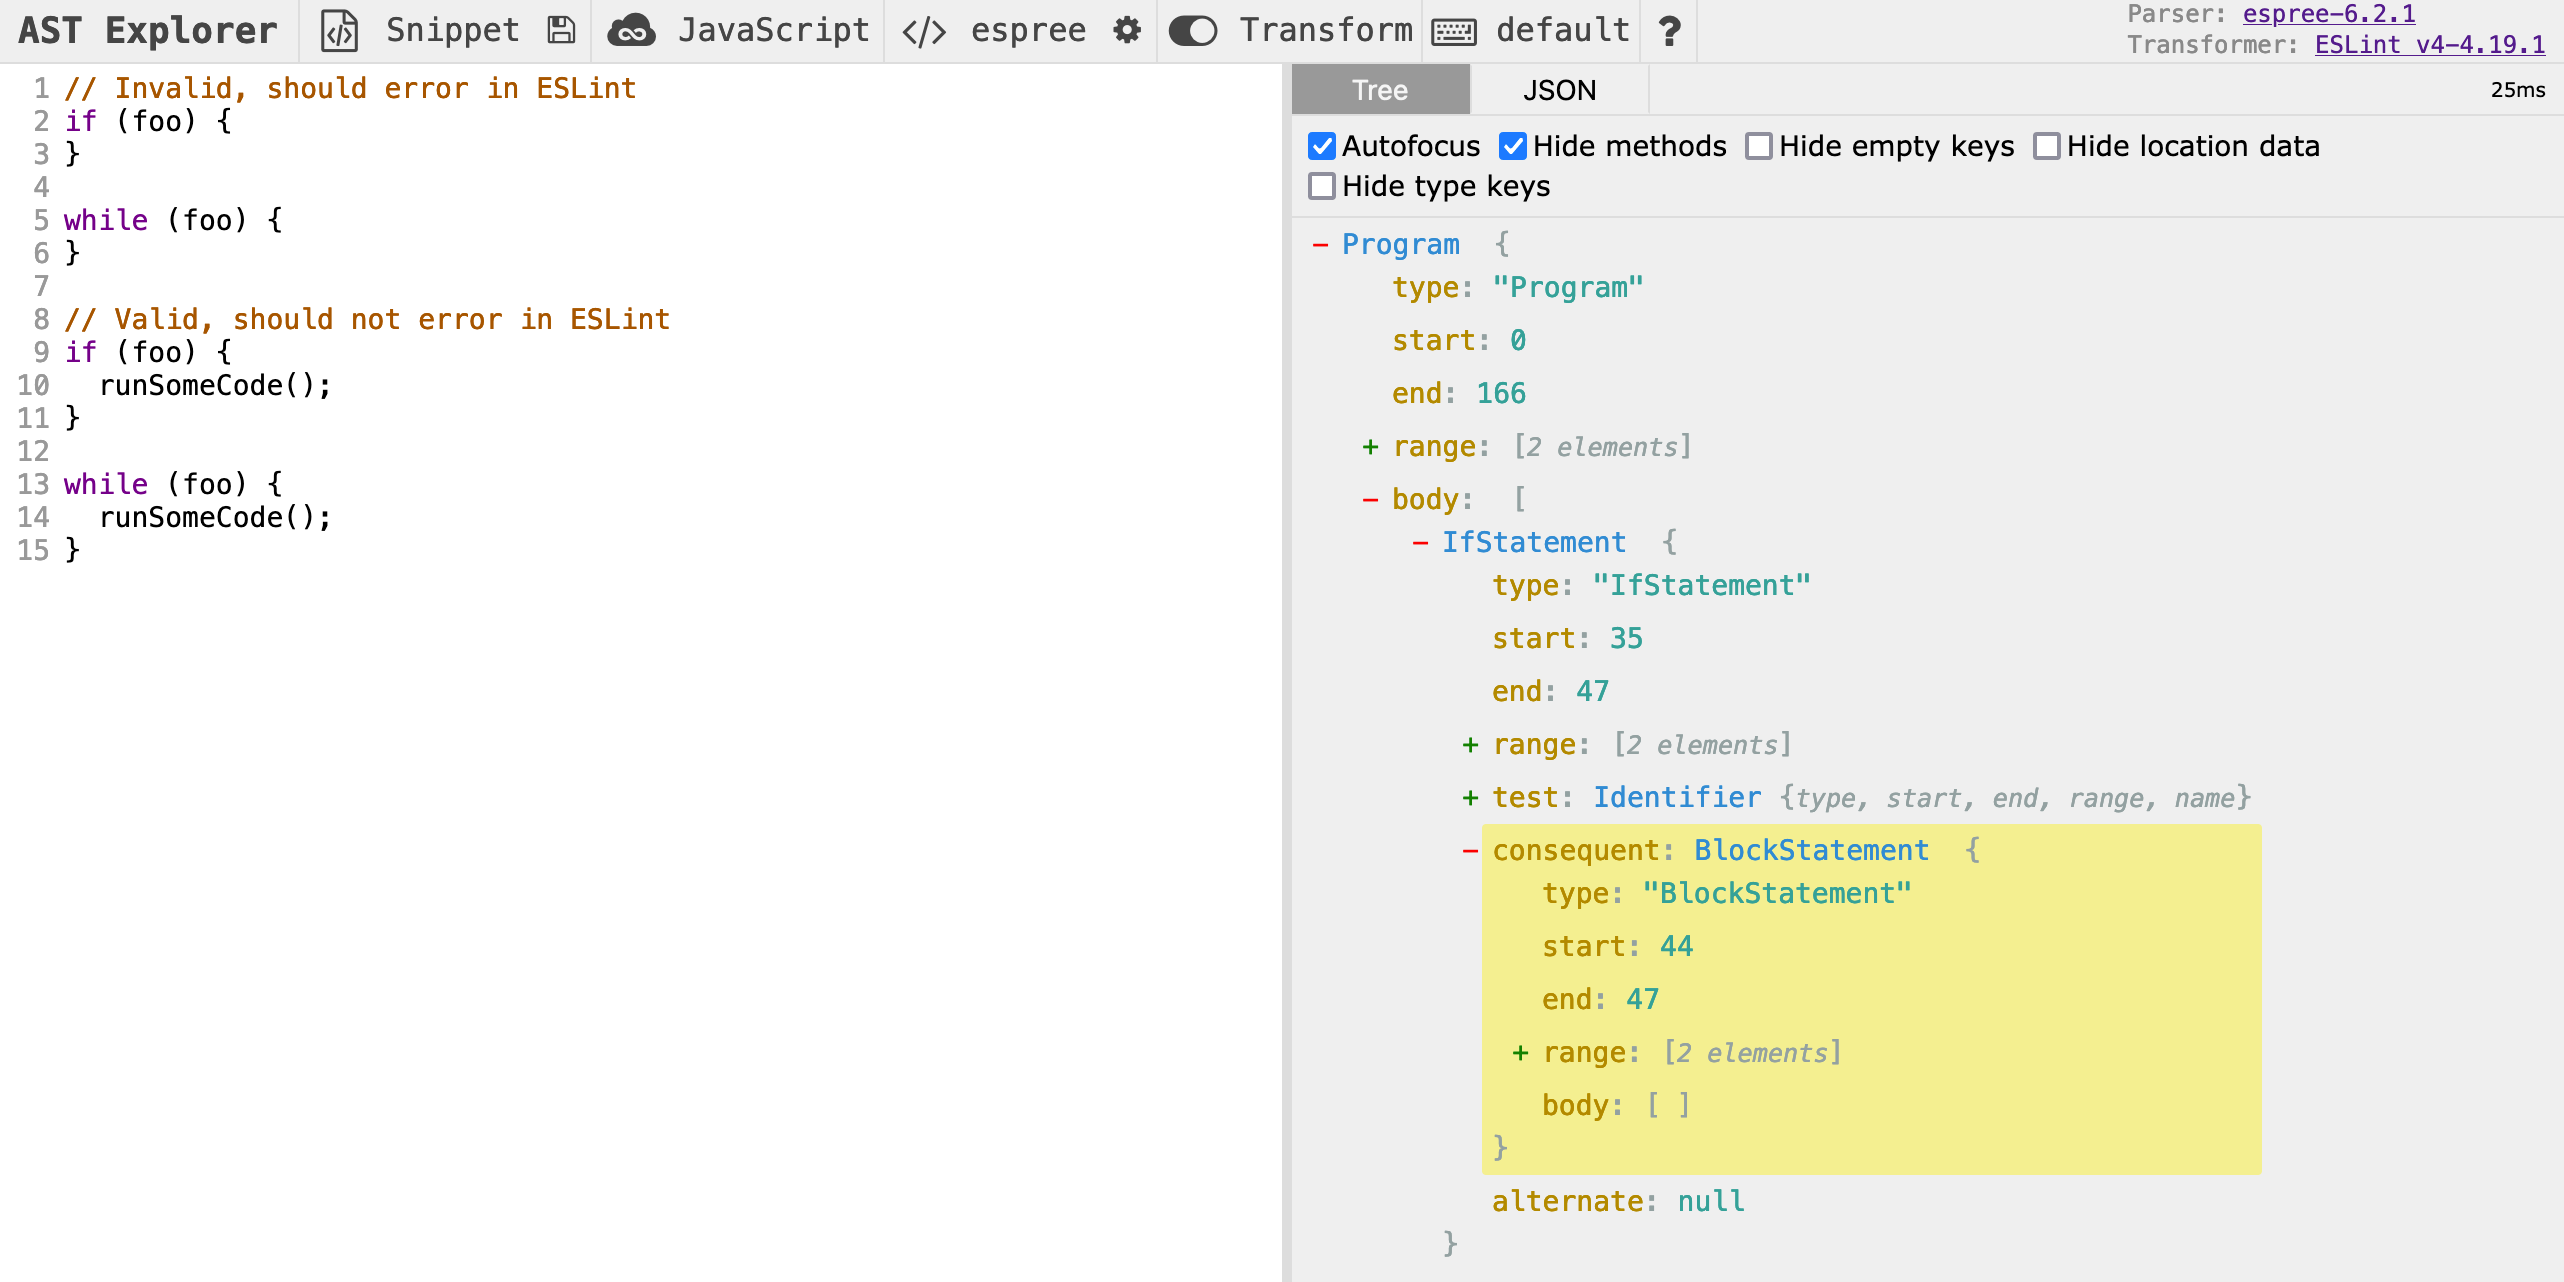 AST Explorer Snippet JavaScript </> espree Transform default ?
Parser: espree-6.2.1
Transformer: ESLint v4-4.19.1
1 // Invalid, should error in ESLint
2 if (foo) {
3 }
4
5 while (foo) {
6 }
7
8 // Valid, should not error in ESLint
9 if (foo) {
10   runSomeCode();
11 }
12
13 while (foo) {
14   runSomeCode();
15 }
Tree JSON 25ms
Autofocus Hide methods Hide empty keys Hide location data
Hide type keys
- Program {
type: "Program"
start: 0
end: 166
+ range: [2 elements]
- body: [
- IfStatement {
type: "IfStatement"
start: 35
end: 47
+ range: [2 elements]
+ test: Identifier {type, start, end, range, name}
- consequent: BlockStatement {
type: "BlockStatement"
start: 44
end: 47
+ range: [2 elements]
body: [ ]
}
alternate: null
}